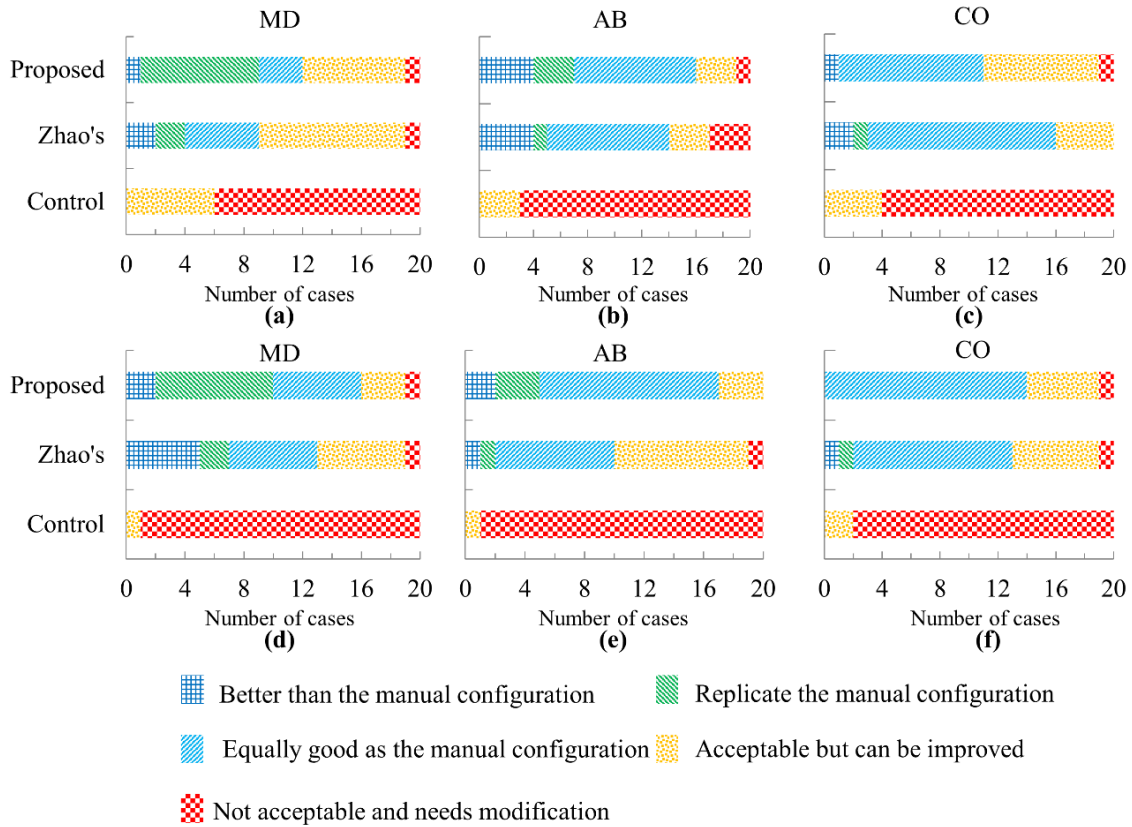 MD
AB
CO
Proposed
Zhao's
Control
0 4 8 12 16 20
0 4 8 12 16 20
0 4 8 12 16 20
Number of cases
Number of cases
Number of cases
(a)
(b)
(c)
MD
AB
CO
Proposed
Zhao's
Control
0 4 8 12 16 20
0 4 8 12 16 20
0 4 8 12 16 20
Number of cases
Number of cases
Number of cases
(d)
(e)
(f)
Better than the manual configuration
Replicate the manual configuration
Equally good as the manual configuration
Acceptable but can be improved
Not acceptable and needs modification